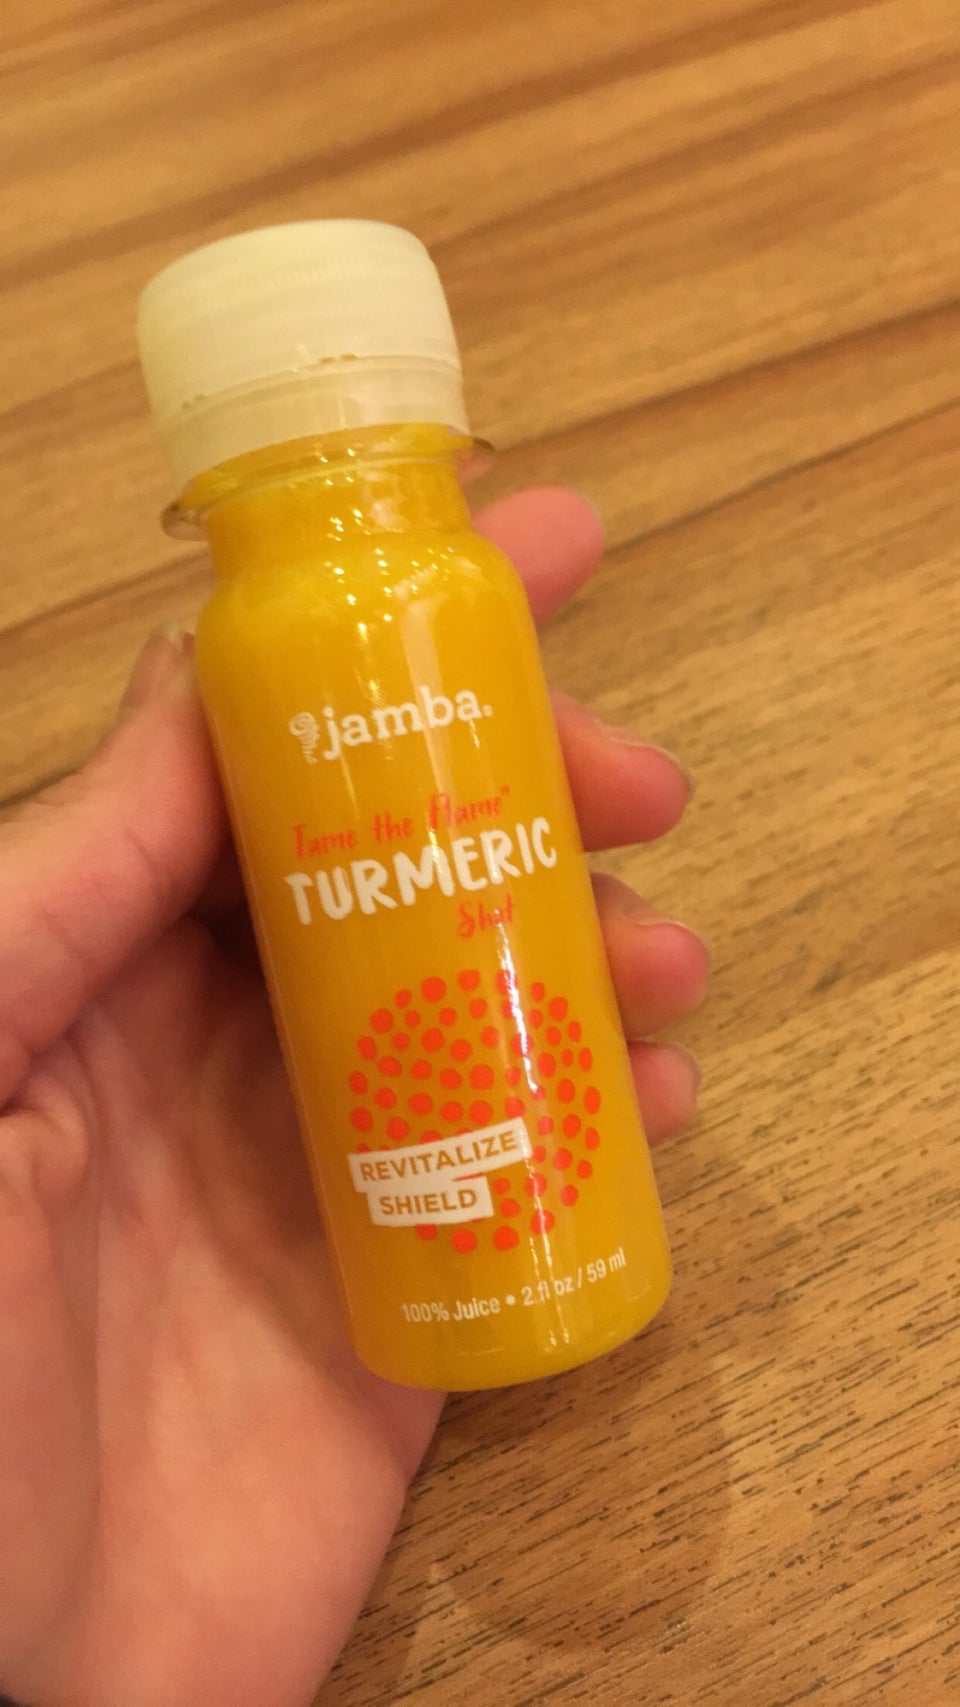 jamba®
Tame the Flame™
TURMERIC
Shot
REVITALIZE
SHIELD
100% Juice • 2 fl oz / 59 ml